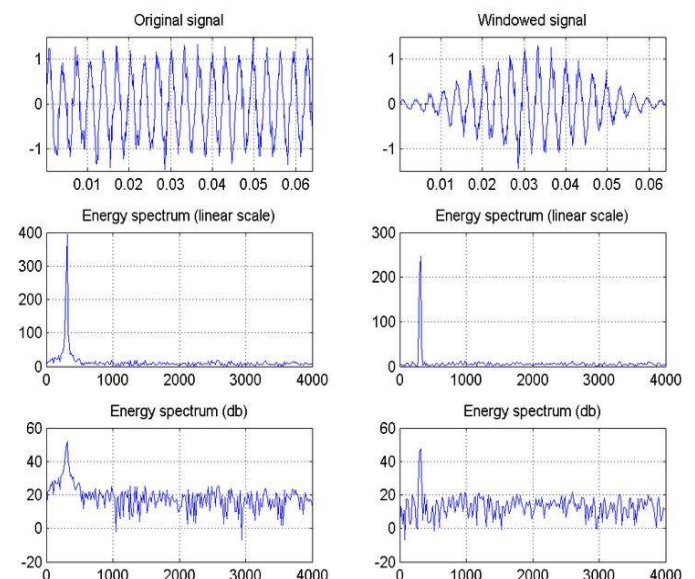 Original signal
Windowed signal
1
0
-1
0.01 0.02 0.03 0.04 0.05 0.06
1
0
-1
0.01 0.02 0.03 0.04 0.05 0.06
Energy spectrum (linear scale)
Energy spectrum (linear scale)
400
300
200
100
0
0 1000 2000 3000 4000
300
200
100
0
0 1000 2000 3000 4000
Energy spectrum (db)
Energy spectrum (db)
60
40
20
0
-20
0 1000 2000 3000 4000
60
40
20
0
-20
0 1000 2000 3000 4000